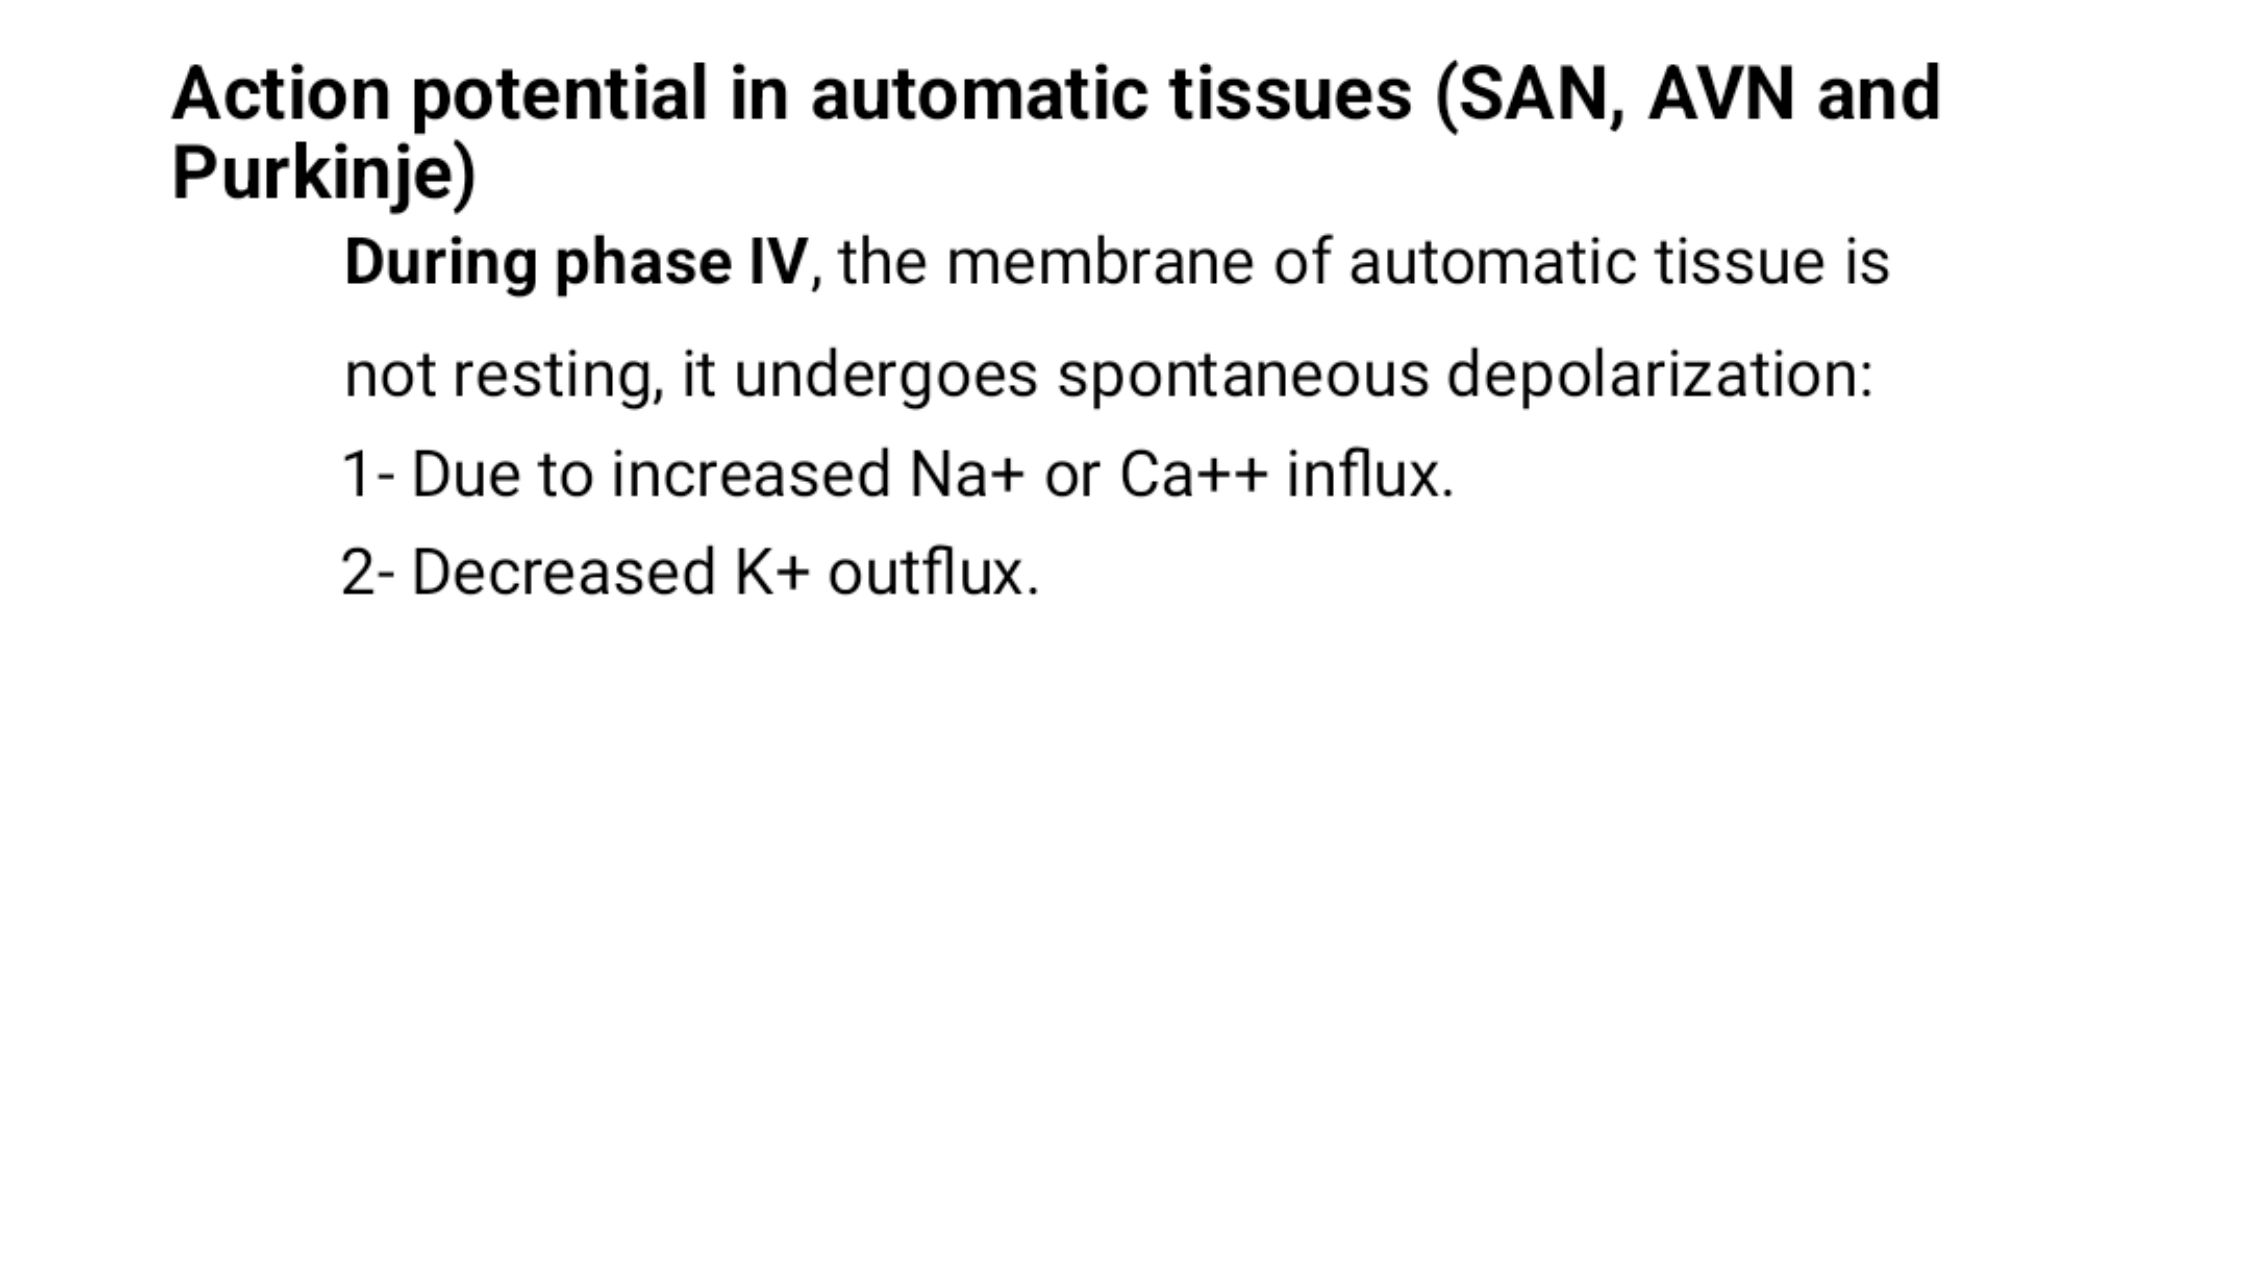 Action potential in automatic tissues (SAN, AVN and
Purkinje)
During phase IV, the membrane of automatic tissue is
not resting, it undergoes spontaneous depolarization:
1- Due to increased Na+ or Ca++ influx.
2- Decreased K+ outflux.